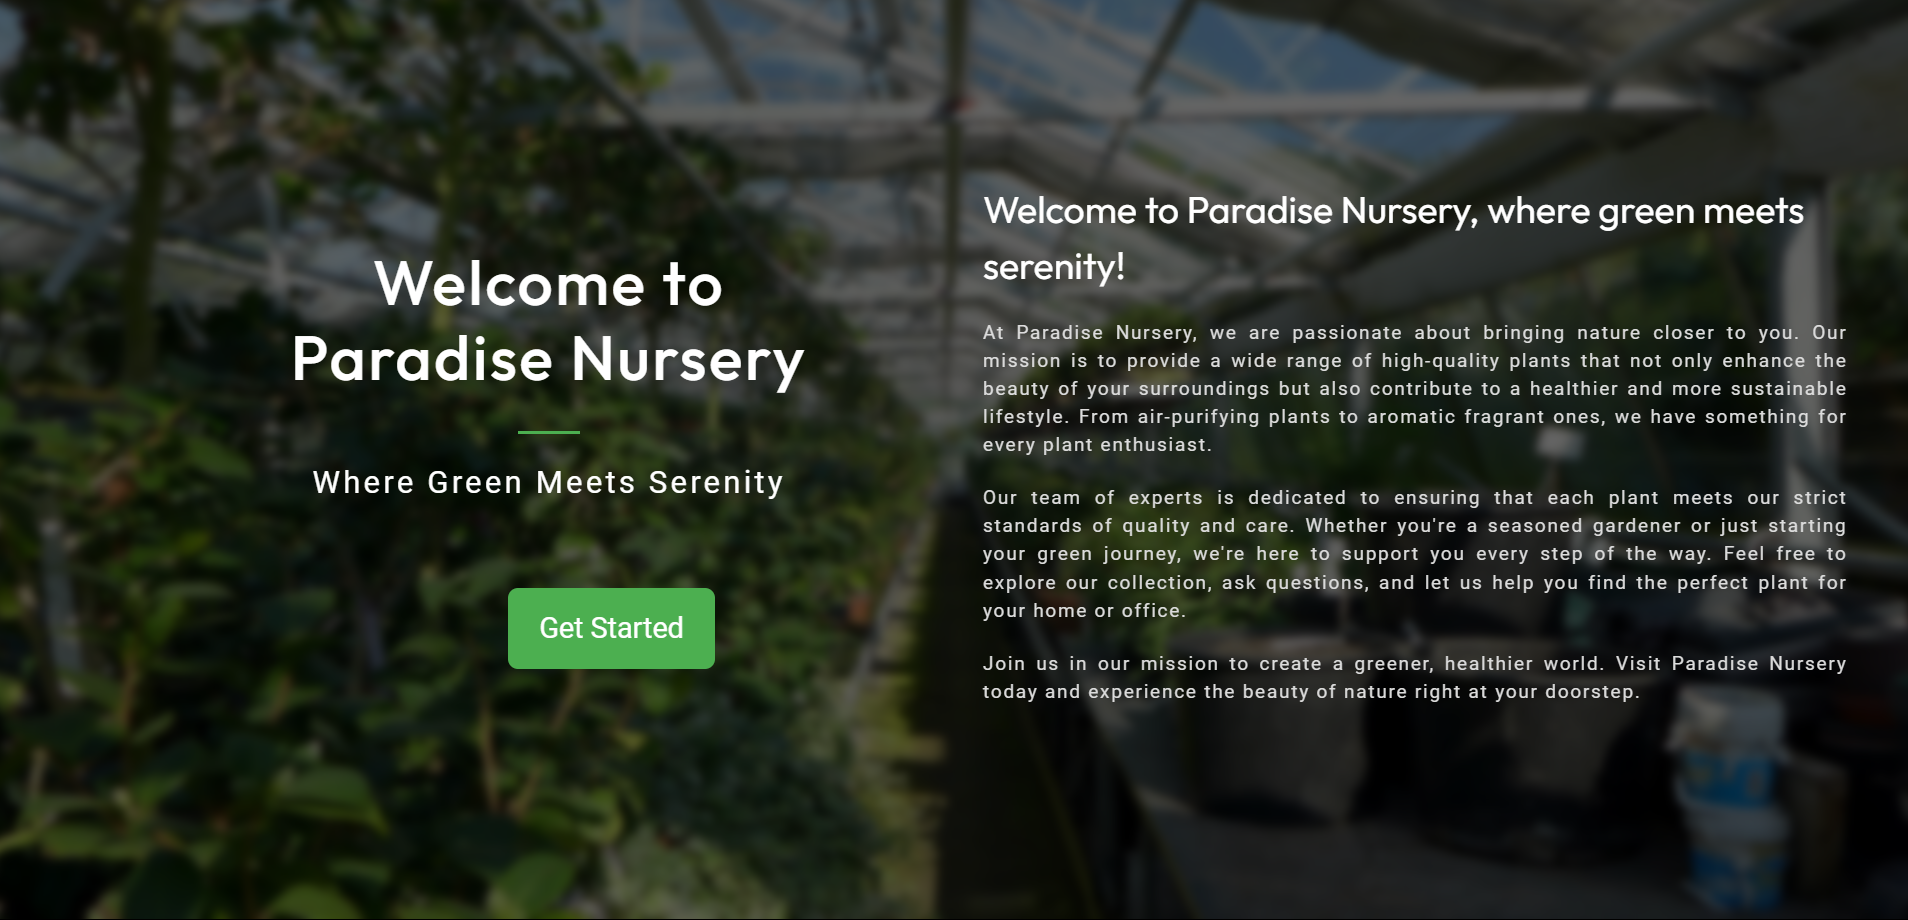 Welcome to
Paradise Nursery
Where Green Meets Serenity
Get Started
Welcome to Paradise Nursery, where green meets
serenity!
At Paradise Nursery, we are passionate about bringing nature closer to you. Our
mission is to provide a wide range of high-quality plants that not only enhance the
beauty of your surroundings but also contribute to a healthier and more sustainable
lifestyle. From air-purifying plants to aromatic fragrant ones, we have something for
every plant enthusiast.
Our team of experts is dedicated to ensuring that each plant meets our strict
standards of quality and care. Whether you're a seasoned gardener or just starting
your green journey, we're here to support you every step of the way. Feel free to
explore our collection, ask questions, and let us help you find the perfect plant for
your home or office.
Join us in our mission to create a greener, healthier world. Visit Paradise Nursery
today and experience the beauty of nature right at your doorstep.